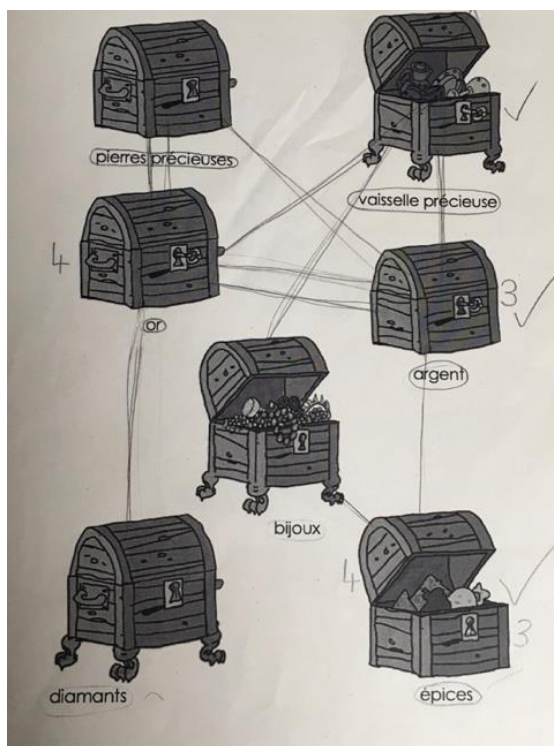 pierres précieuses
vaisselle précieuse
4
or
3
argent
bijoux
4
3
diamants
épices